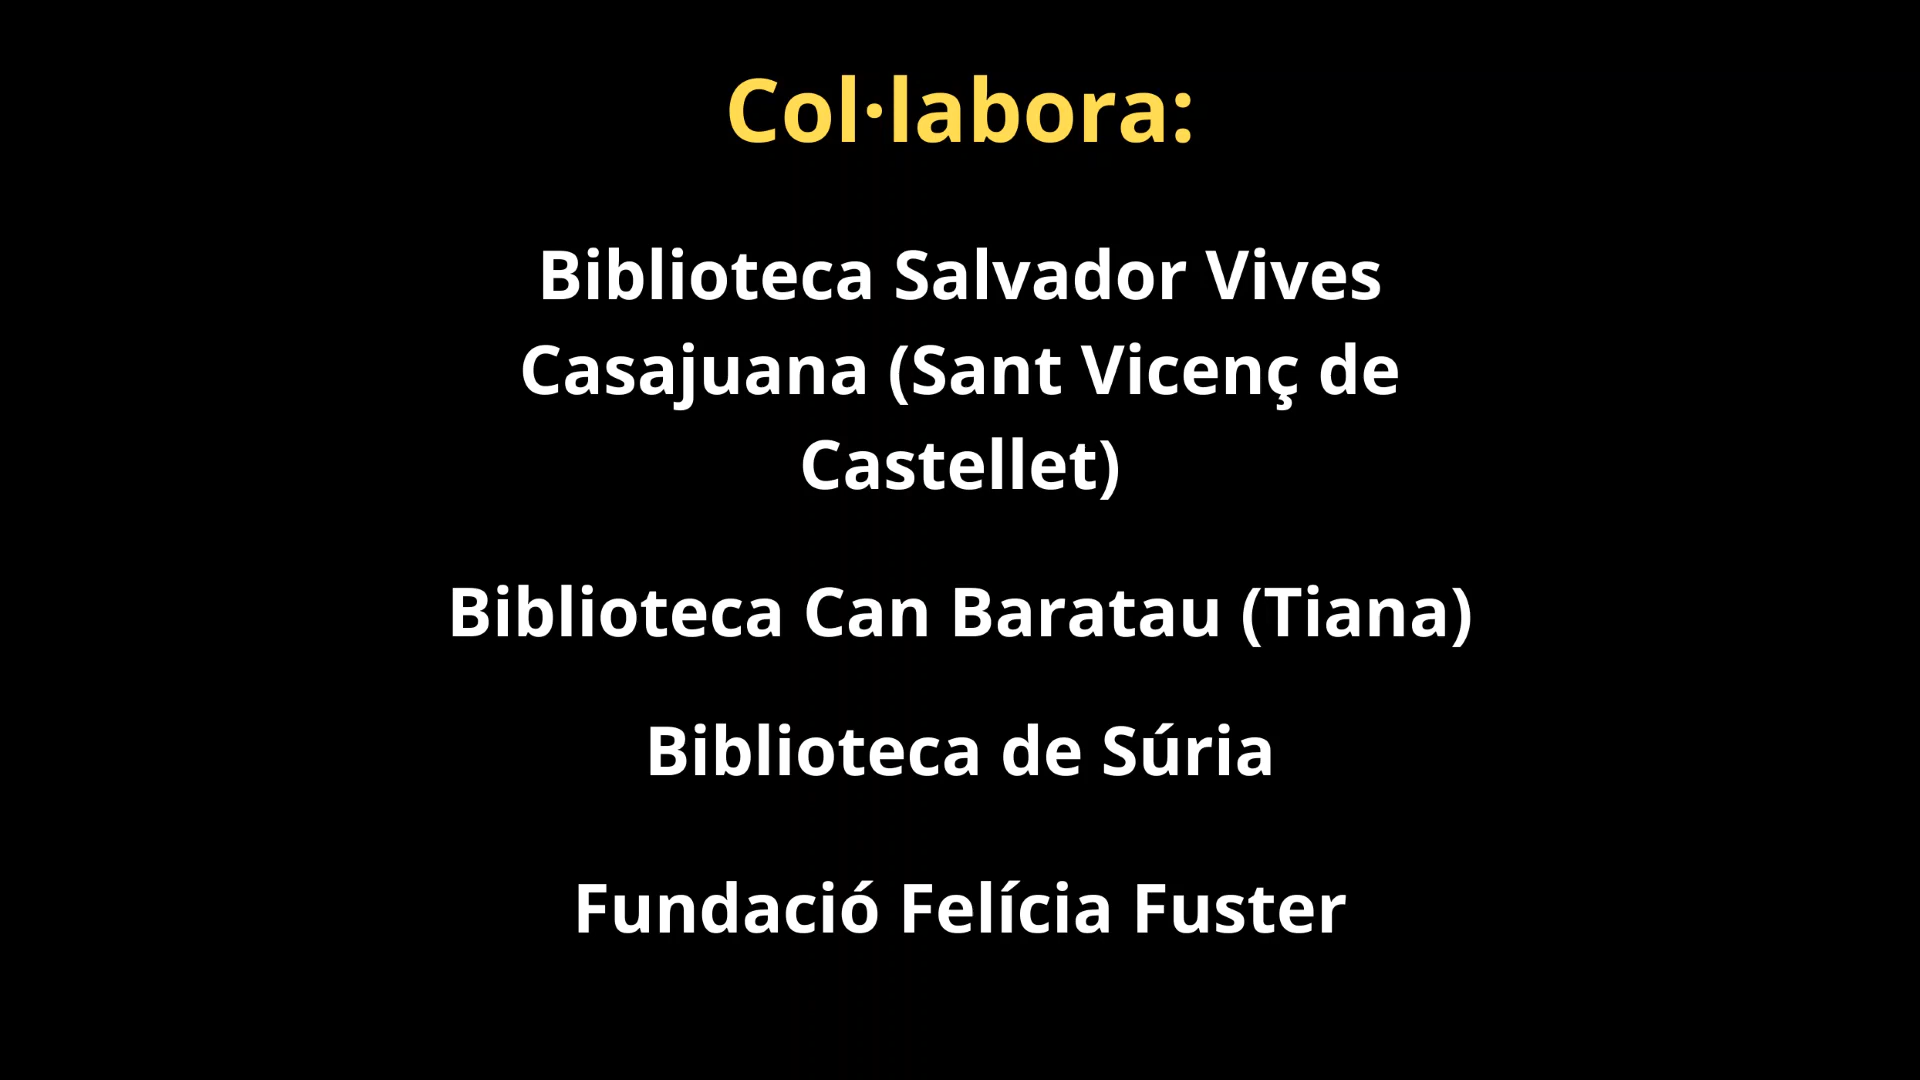 Col·labora:
Biblioteca Salvador Vives
Casajuana (Sant Vicenç de
Castellet)
Biblioteca Can Baratau (Tiana)
Biblioteca de Súria
Fundació Felícia Fuster